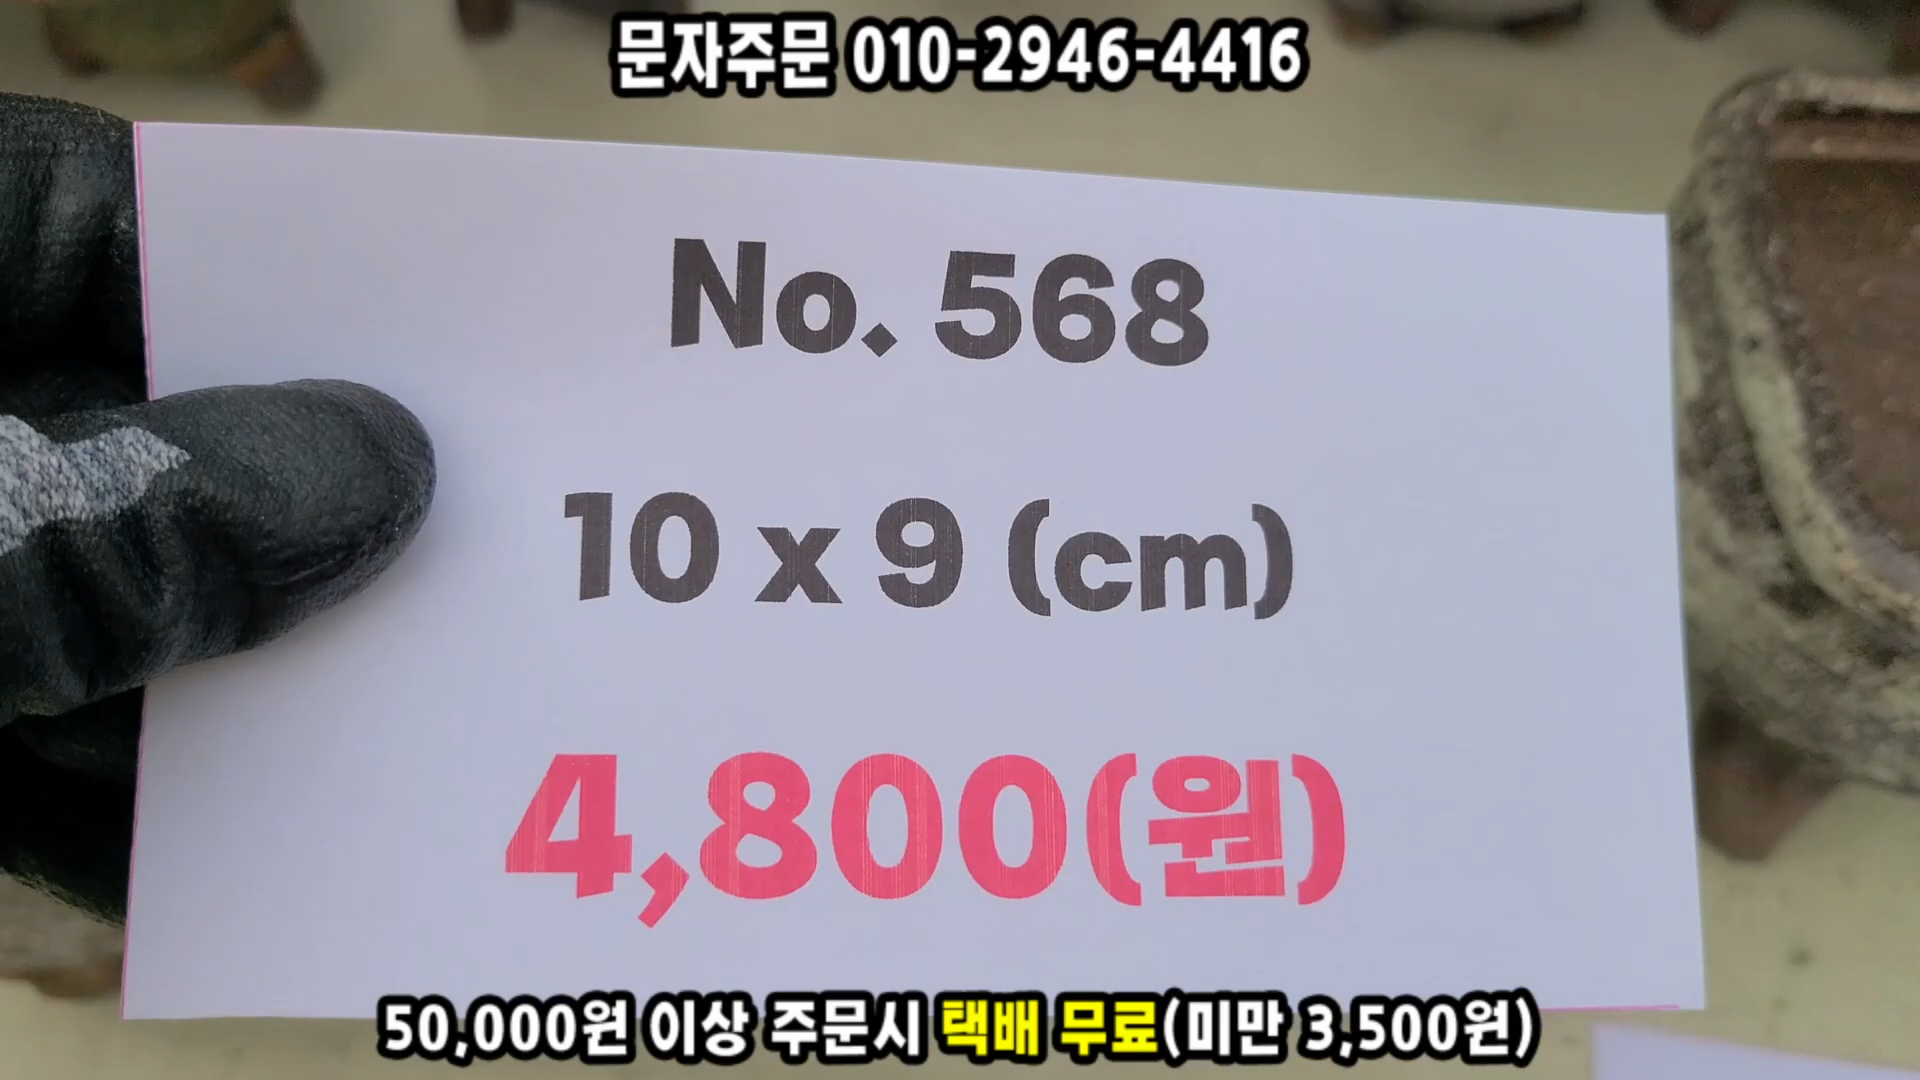 문자주문 010-2946-4416
No. 568
10 x 9 (cm)
4,800(원)
50,000원 이상 주문시 택배 무료(미만 3,500원)